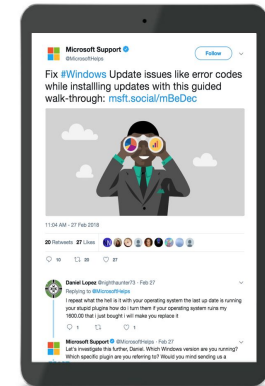 Microsoft Support
@MicrosoftHelps
Follow
Fix #Windows Update issues like error codes
while installling updates with this guided
walk-through: msft.social/mBeDec
11:04 AM - 27 Feb 2018
20 Retweets 27 Likes
10 20 27
Daniel Lopez @nighthaunter73 · Feb 27
Replying to @MicrosoftHelps
I repeat what the hell is it with your operating system the last up date is running
your stupid plugins how do i turn them if your operating system ruins my
1600.00 that i just bought i will make you replace it
1 1
Microsoft Support @MicrosoftHelps · Feb 27
Let's investigate this further Daniel. Which Windows version are you running?
Which specific plugin are you referring to? Would you mind sending us a